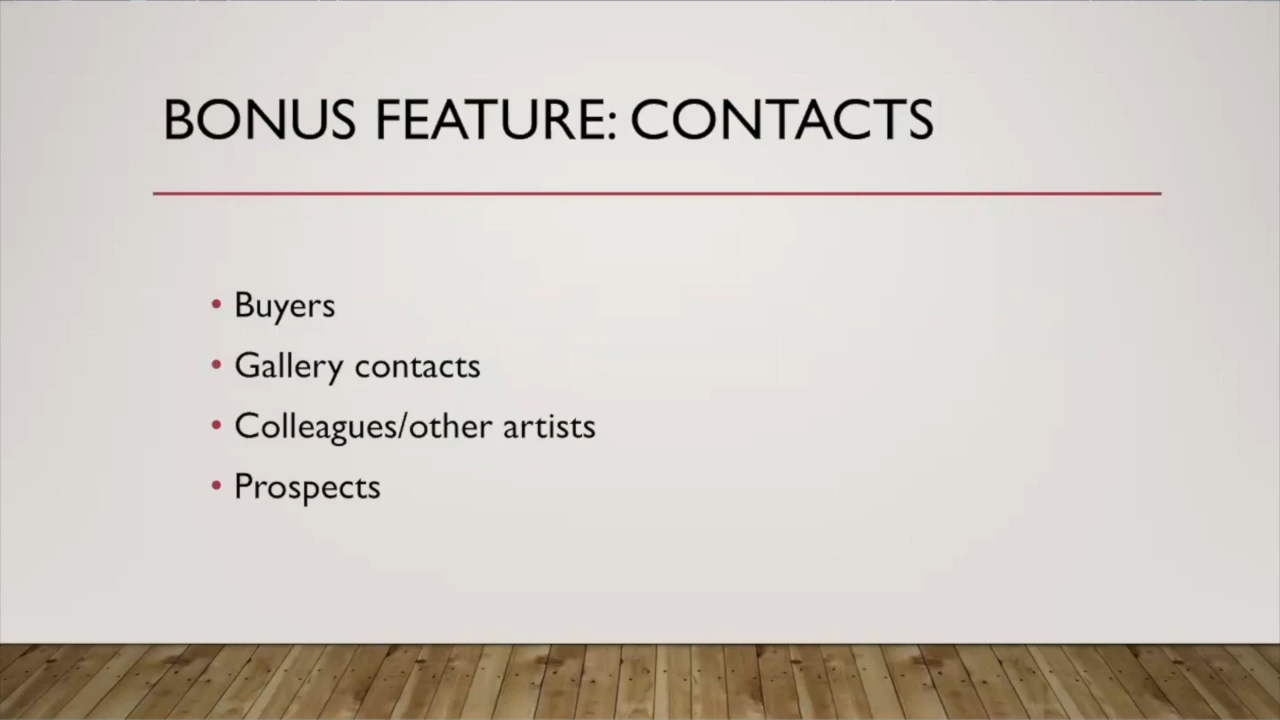 BONUS FEATURE: CONTACTS
• Buyers
• Gallery contacts
• Colleagues/other artists
• Prospects